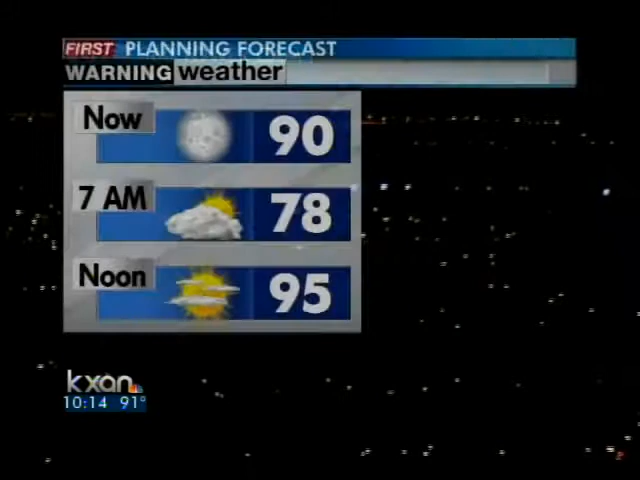 FIRST PLANNING FORECAST
WARNING weather
Now 90
7 AM 78
Noon 95
kxan
10:14 91°